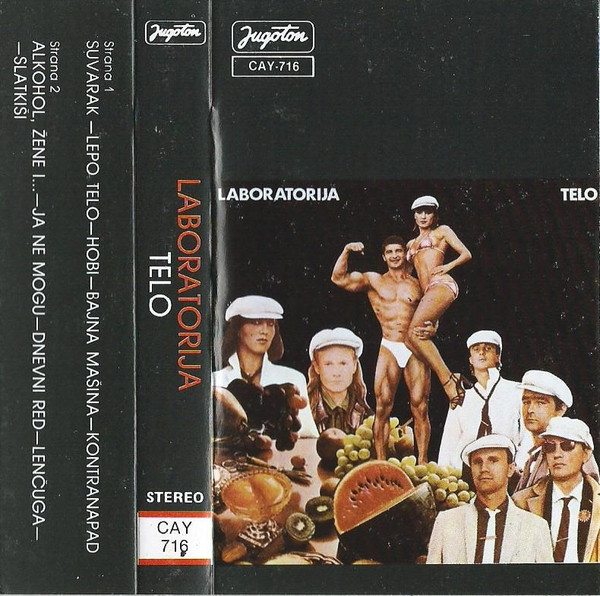 Strana 1
SUVARAK—LEPO TELO—HOBI—BAJNA MAŠINA—KONTRANAPAD
Strana 2
ALKOHOL, ŽENE I...—JA NE MOGU—DNEVNI RED—LENČUGA—
—SLATKIŠI
Jugoton
LABORATORIJA
TELO
STEREO
CAY
716
Jugoton
CAY-716
LABORATORIJA TELO